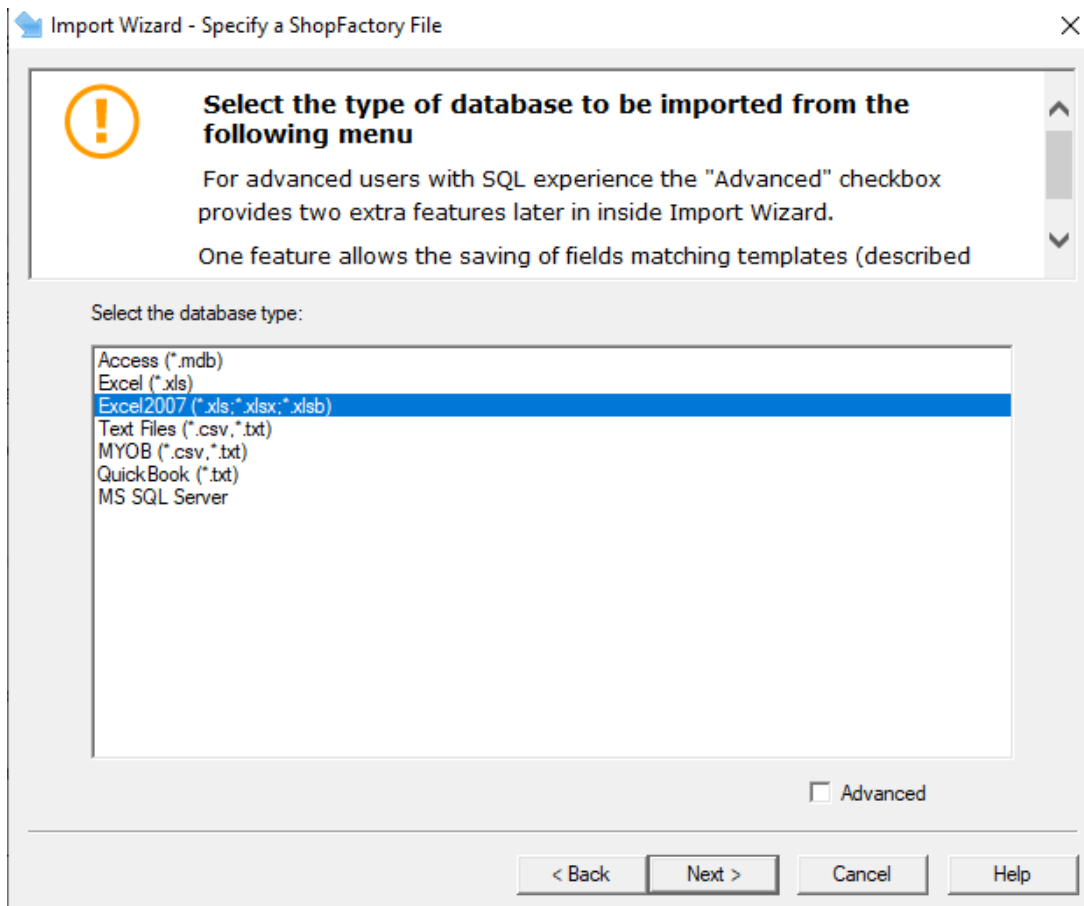 Import Wizard - Specify a ShopFactory File
Select the type of database to be imported from the
following menu
For advanced users with SQL experience the "Advanced" checkbox
provides two extra features later in inside Import Wizard.
One feature allows the saving of fields matching templates (described
Select the database type:
Access (*.mdb)
Excel (*.xls)
Excel2007 (*.xls;*.xlsx;*.xlsb)
Text Files (*.csv,*.txt)
MYOB (*.csv,*.txt)
QuickBook (*.txt)
MS SQL Server
Advanced
< Back Next > Cancel Help